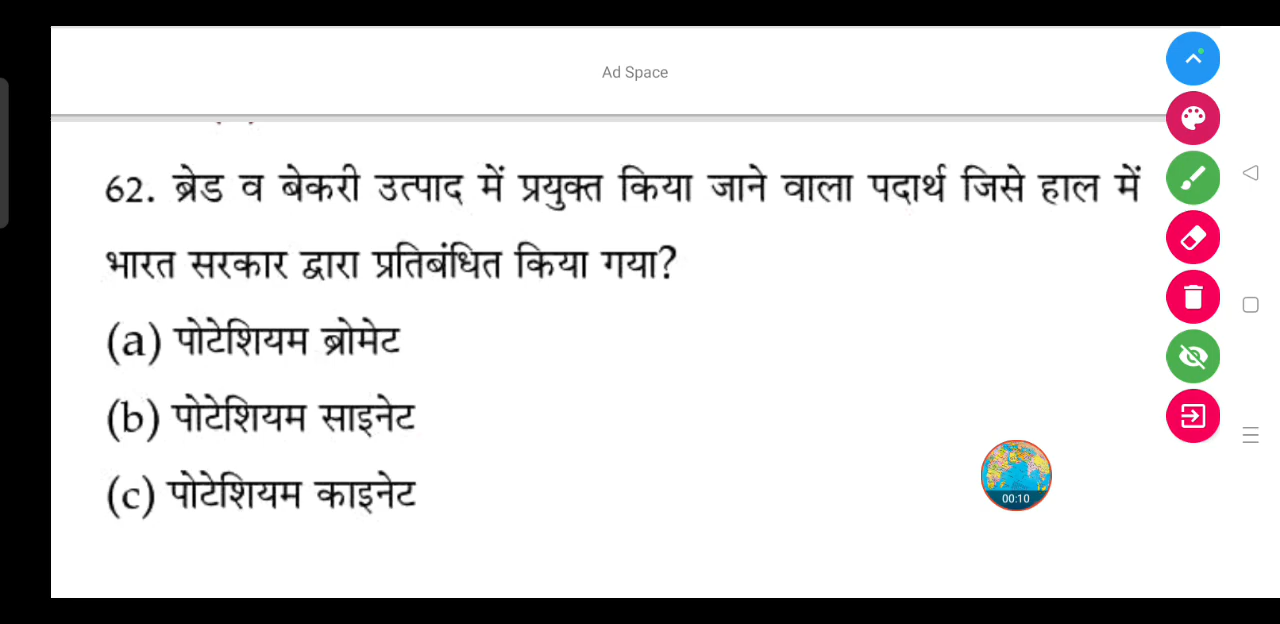 Ad Space
62. ब्रेड व बेकरी उत्पाद में प्रयुक्त किया जाने वाला पदार्थ जिसे हाल में
भारत सरकार द्वारा प्रतिबंधित किया गया?
(a) पोटेशियम ब्रोमेट
(b) पोटेशियम साइनेट
(c) पोटेशियम काइनेट
00:10